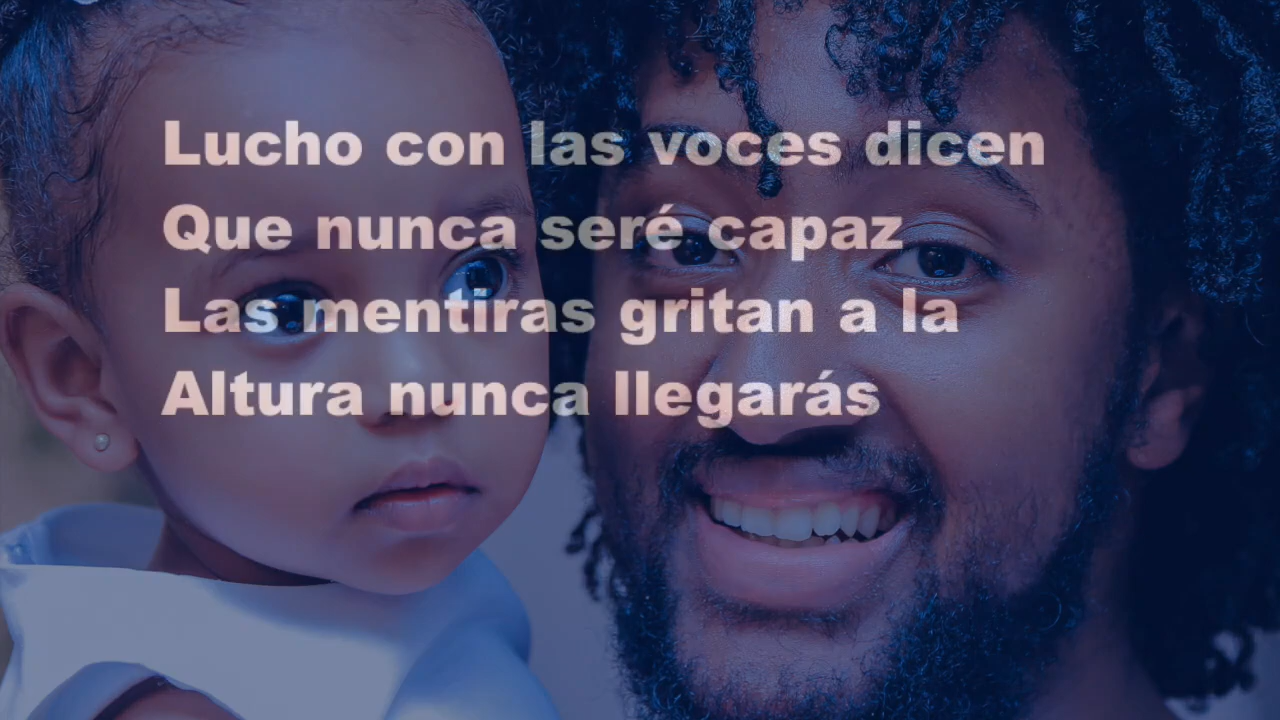 Lucho con las voces dicen
Que nunca seré capaz
Las mentiras gritan a la
Altura nunca llegarás